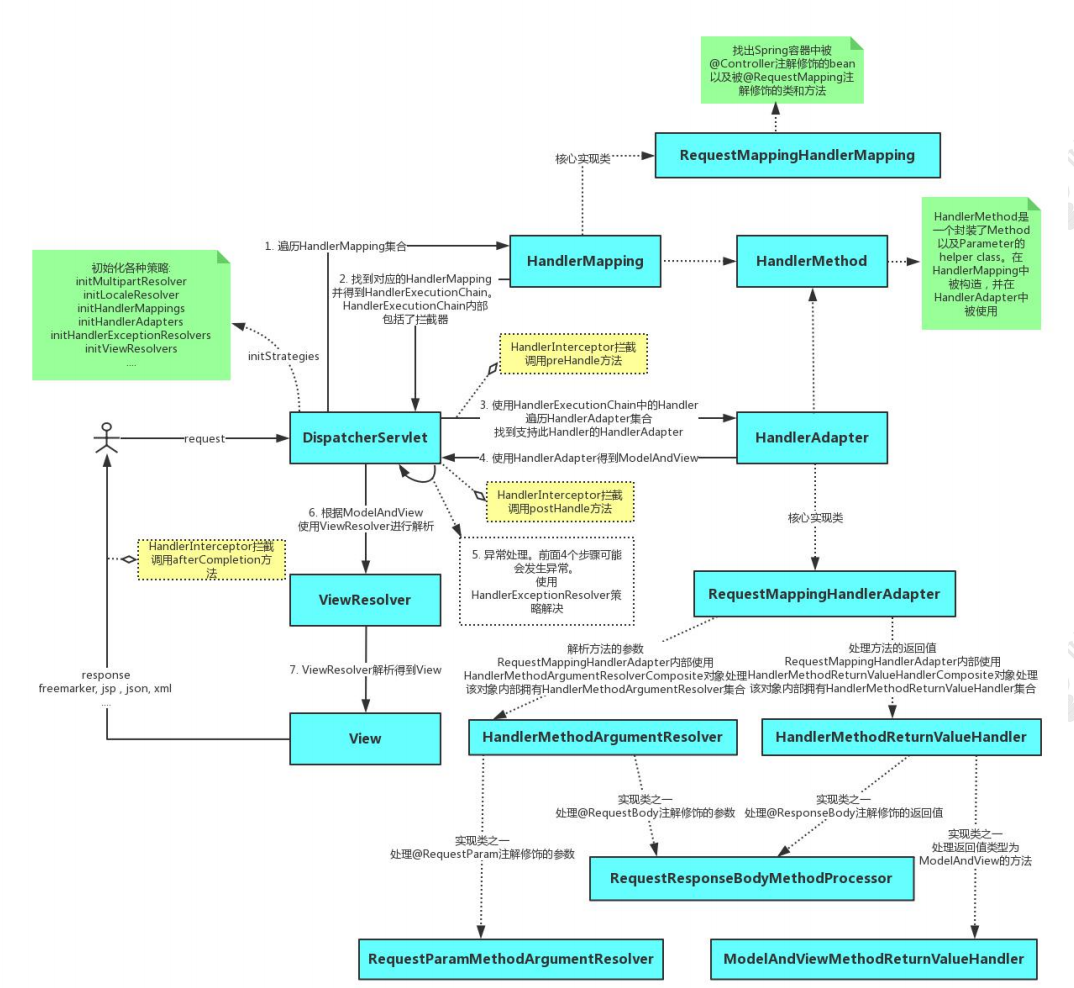 找出Spring容器中被
@Controller注解修饰的bean
以及被@RequestMapping注
解修饰的类和方法
RequestMappingHandlerMapping
核心实现类
HandlerMethod是
一个封装了Method
以及Parameter的
helper class。在
HandlerMapping中
被构造，并在
HandlerAdapter中
被使用
1. 遍历HandlerMapping集合
HandlerMapping
HandlerMethod
2. 找到对应的HandlerMapping
并得到HandlerExecutionChain。
HandlerExecutionChain内部
包括了拦截器
初始化各种策略:
initMultipartResolver
initLocaleResolver
initHandlerMappings
initHandlerAdapters
initHandlerExceptionResolvers
initViewResolvers
....
initStrategies
HandlerInterceptor拦截
调用preHandle方法
3. 使用HandlerExecutionChain中的Handler
遍历HandlerAdapter集合
找到支持此Handler的HandlerAdapter
request
DispatcherServlet
HandlerAdapter
4. 使用HandlerAdapter得到ModelAndView
HandlerInterceptor拦截
调用postHandle方法
6. 根据ModelAndView
使用ViewResolver进行解析
核心实现类
HandlerInterceptor拦截
调用afterCompletion方
法
5. 异常处理。前面4个步骤可能
会发生异常。
使用
HandlerExceptionResolver策
略解决
ViewResolver
RequestMappingHandlerAdapter
解析方法的参数
RequestMappingHandlerAdapter内部使用
HandlerMethodArgumentResolverComposite对象处理
该对象内部拥有HandlerMethodArgumentResolver集合
处理方法的返回值
RequestMappingHandlerAdapter内部使用
HandlerMethodReturnValueHandlerComposite对象处理
该对象内部拥有HandlerMethodReturnValueHandler集合
7. ViewResolver解析得到View
response
freemarker, jsp , json, xml
....
View
HandlerMethodArgumentResolver
HandlerMethodReturnValueHandler
实现类之一
处理@RequestBody注解修饰的参数
实现类之一
处理@ResponseBody注解修饰的返回值
实现类之一
处理@RequestParam注解修饰的参数
实现类之一
处理返回值类型为
ModelAndView的方法
RequestResponseBodyMethodProcessor
RequestParamMethodArgumentResolver
ModelAndViewMethodReturnValueHandler